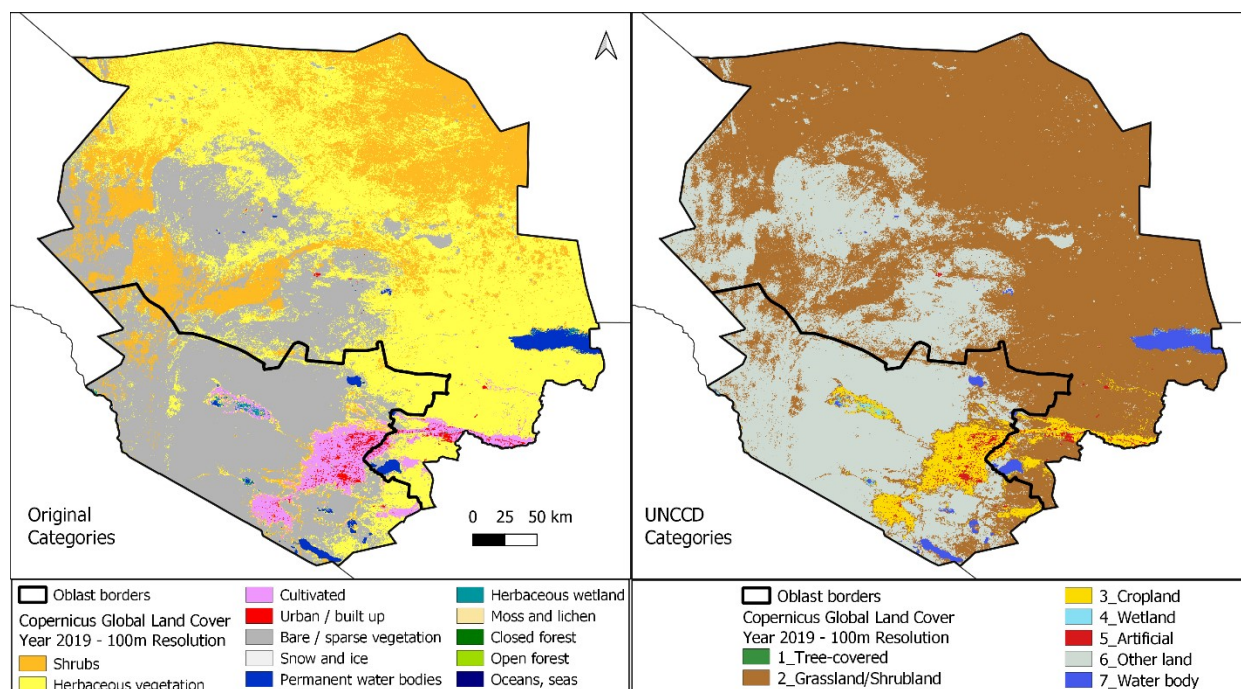 Original
Categories
0 25 50 km
UNCCD
Categories
Oblast borders
Copernicus Global Land Cover
Year 2019 - 100m Resolution
Shrubs
Herbaceous vegetation
Cultivated
Urban / built up
Bare / sparse vegetation
Snow and ice
Permanent water bodies
Herbaceous wetland
Moss and lichen
Closed forest
Open forest
Oceans, seas
Oblast borders
Copernicus Global Land Cover
Year 2019 - 100m Resolution
1_Tree-covered
2_Grassland/Shrubland
3_Cropland
4_Wetland
5_Artificial
6_Other land
7_Water body